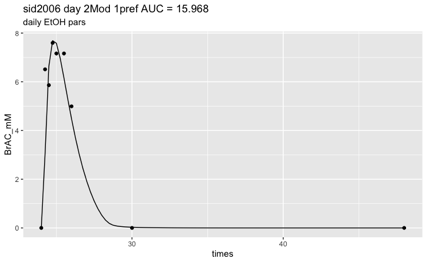 sid2006 day 2Mod 1pref AUC = 15.968
daily EtOH pars
8
6
4
2
0
BrAC_mM
30
40
times